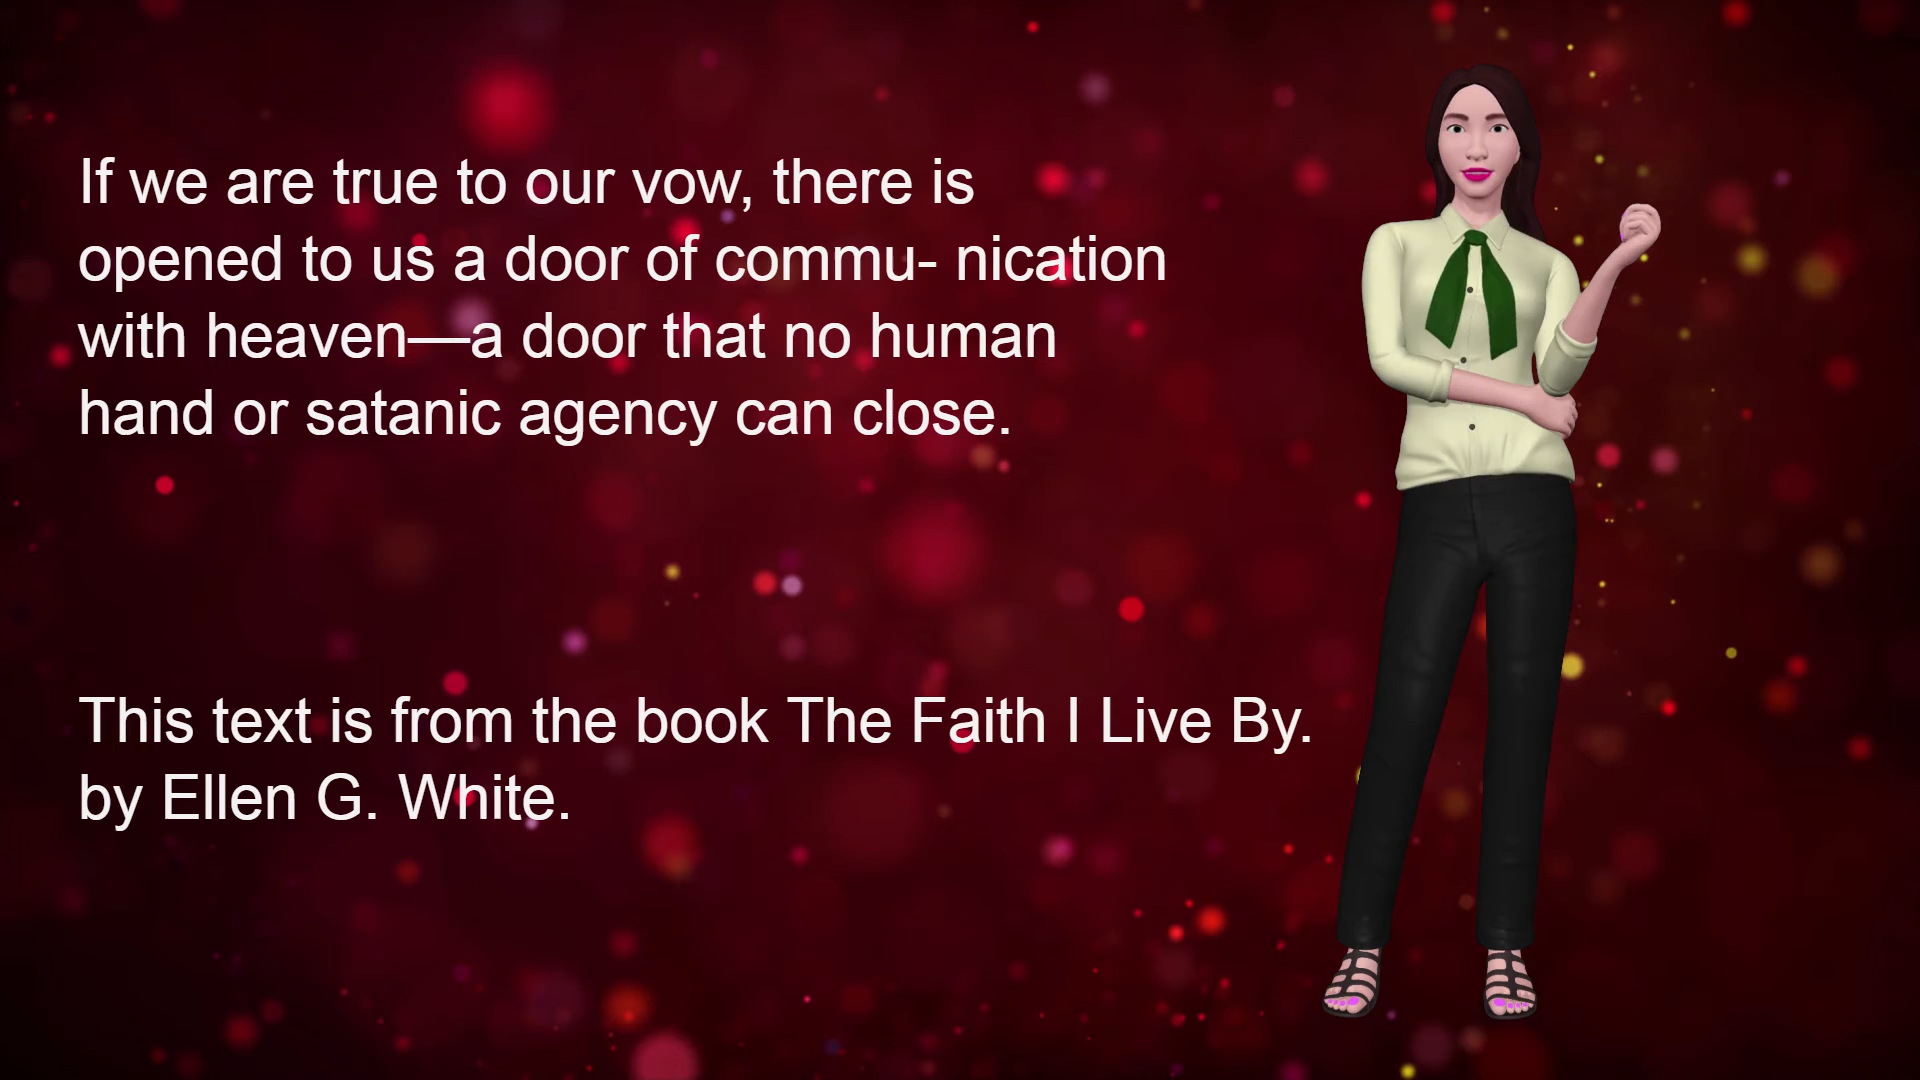 If we are true to our vow, there is
opened to us a door of commu- nication
with heaven—a door that no human
hand or satanic agency can close.
This text is from the book The Faith I Live By.
by Ellen G. White.